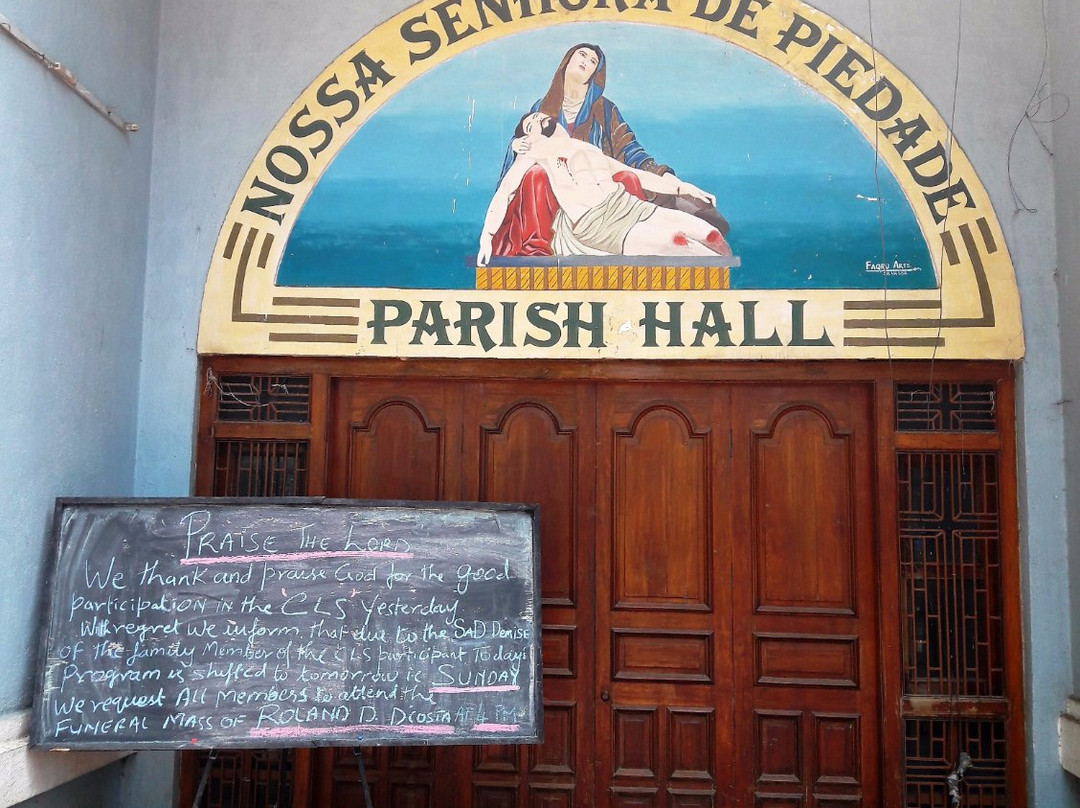 NOSSA SENHORA DE PIEDADE
FAQRU ARTS
PARISH HALL
PRAISE THE LORD
We thank and praise God for the good
participation in the CLS yesterday
With regret we inform that due to the SAD Demise
of the family Member of the CLS participant Todays
Program is shifted to tomorrow ie SUNDAY
We request All members to attend the
FUNERAL MASS OF ROLAND D. Dcosta AT 4 PM